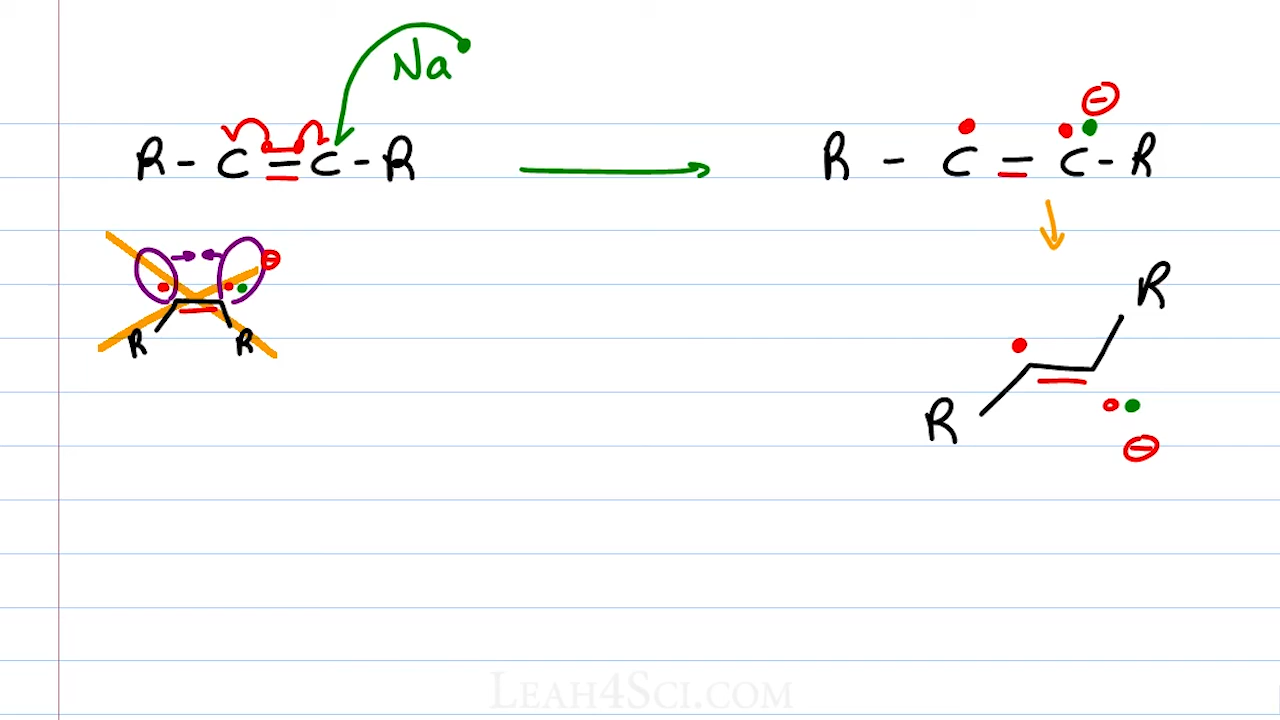 Na
R - C ≡ C - R
R - C = C - R
R R
R
R
LEAH4SCI.COM